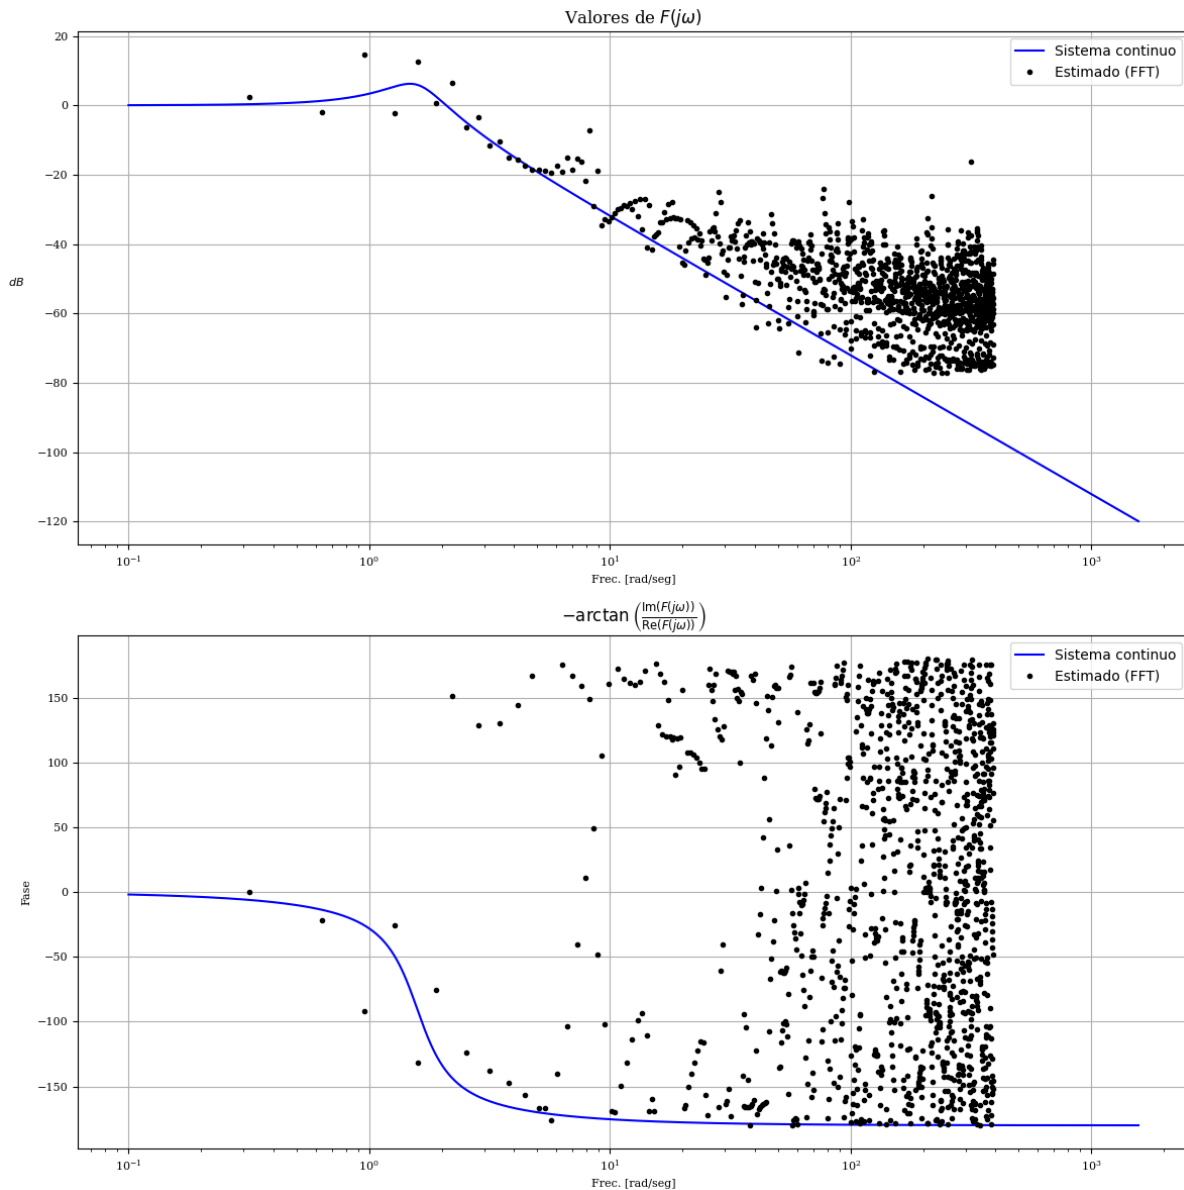 Valores de F(jω)
20
0
−20
−40
−60
−80
−100
−120
dB
Sistema continuo
Estimado (FFT)
10⁻¹
10⁰
10¹
10²
10³
Frec. [rad/seg]
−arctan (Im(F(jω))/Re(F(jω)))
150
100
50
0
−50
−100
−150
Fase
Sistema continuo
Estimado (FFT)
10⁻¹
10⁰
10¹
10²
10³
Frec. [rad/seg]